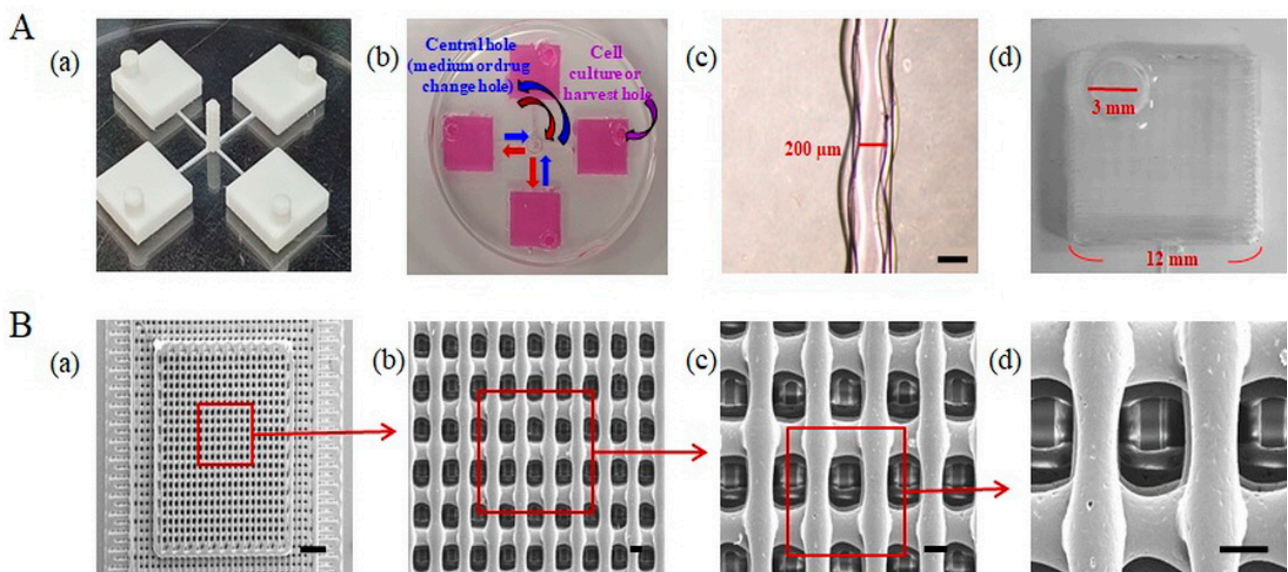 A
(a)
(b)
Central hole
(medium or drug
change hole)
Cell
culture or
harvest hole
(c)
200 µm
(d)
3 mm
12 mm
B
(a)
(b)
(c)
(d)